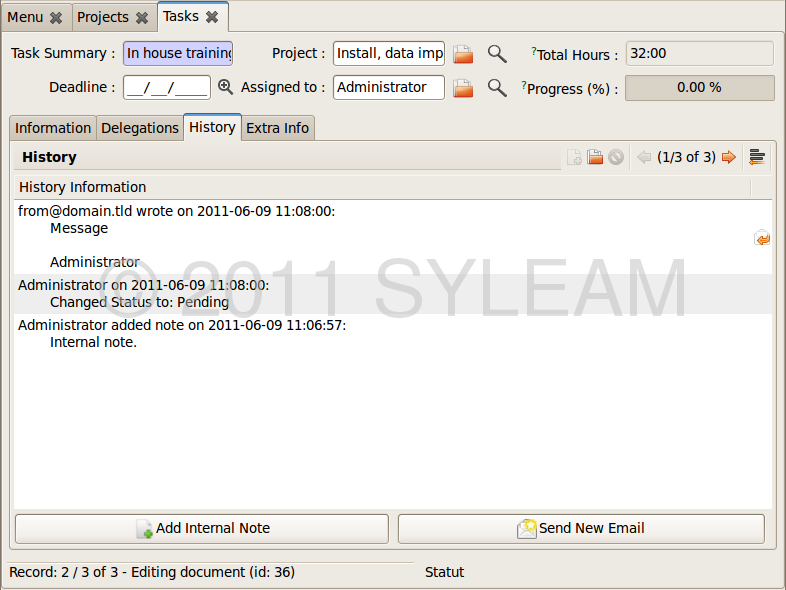 Menu Projects Tasks
Task Summary : In house training Project : Install, data imp ?Total Hours : 32:00
Deadline : __/__/____ Assigned to : Administrator ?Progress (%) : 0.00 %
Information Delegations History Extra Info
History (1/3 of 3)
History Information
from@domain.tld wrote on 2011-06-09 11:08:00:
Message
Administrator
© 2011 SYLEAM
Administrator on 2011-06-09 11:08:00:
Changed Status to: Pending
Administrator added note on 2011-06-09 11:06:57:
Internal note.
Add Internal Note Send New Email
Record: 2 / 3 of 3 - Editing document (id: 36) Statut